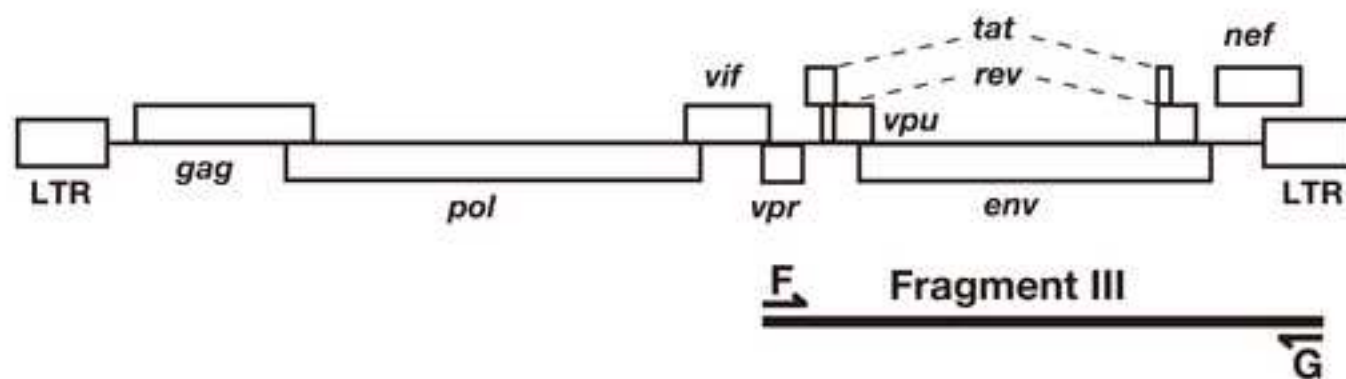 tat
nef
vif
rev
vpu
gag
LTR
pol
vpr
env
LTR
F
Fragment III
G